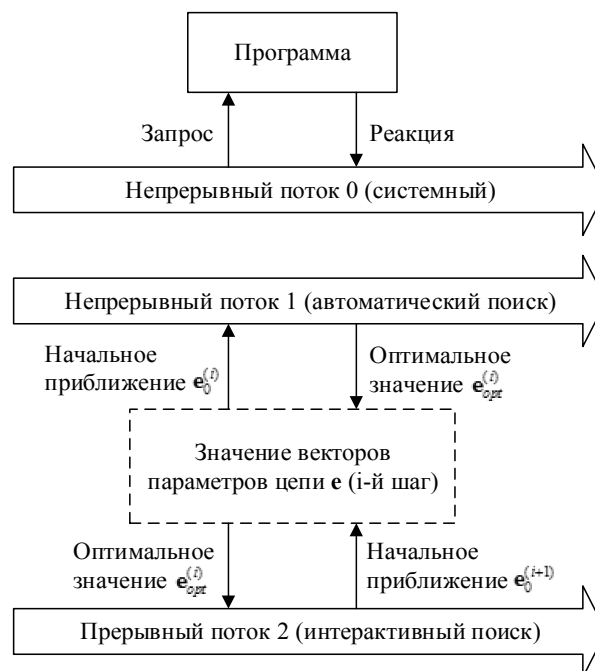 Программа
Запрос
Реакция
Непрерывный поток 0 (системный)
Непрерывный поток 1 (автоматический поиск)
Начальное
приближение e₀⁽ⁱ⁾
Оптимальное
значение eₒₚₜ⁽ⁱ⁾
Значение векторов
параметров цепи e (i-й шаг)
Оптимальное
значение eₒₚₜ⁽ⁱ⁾
Начальное
приближение e₀⁽ⁱ⁺¹⁾
Прерывный поток 2 (интерактивный поиск)